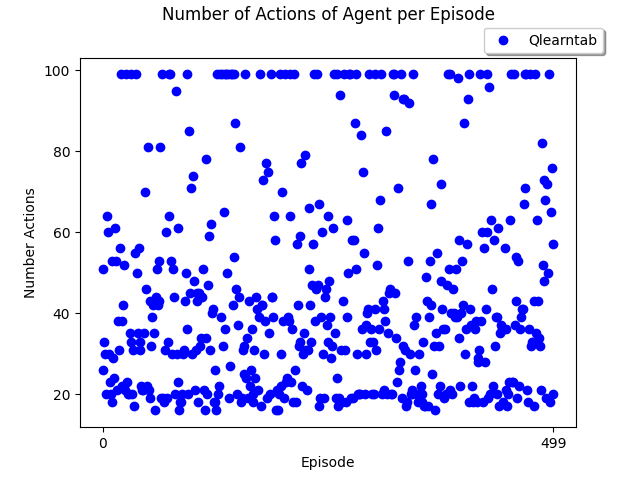 Number of Actions of Agent per Episode
Qlearntab
100
80
60
40
20
Number Actions
0
499
Episode